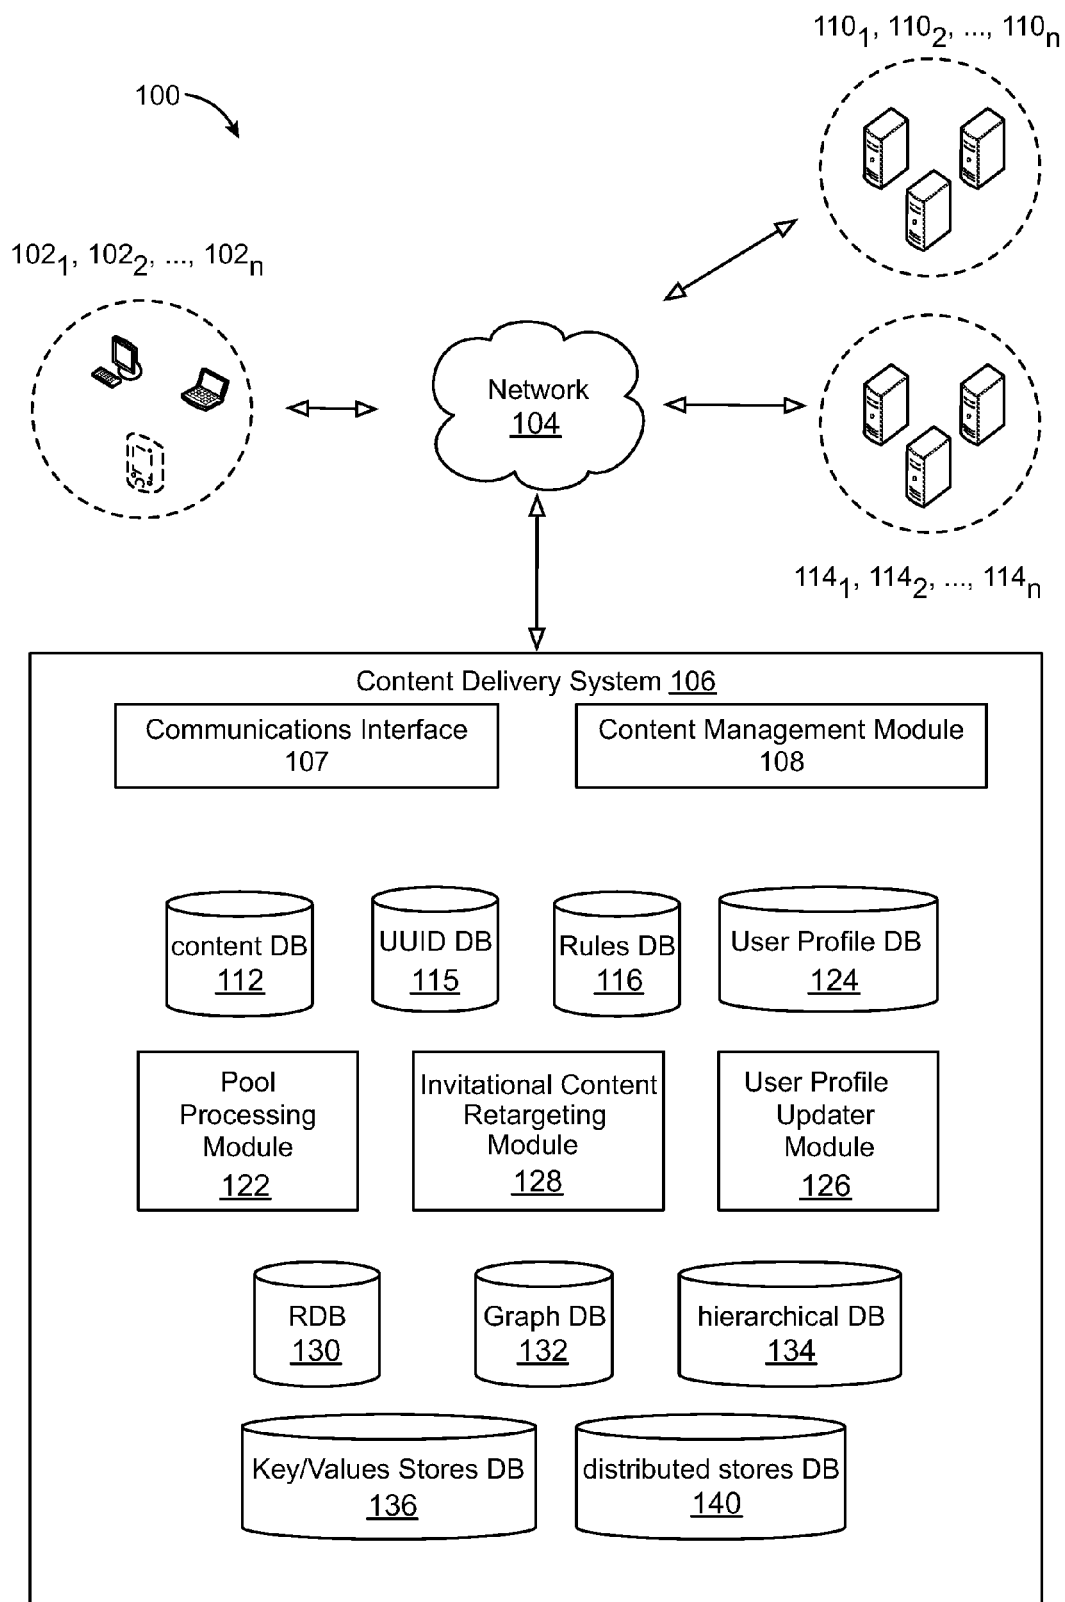 110₁, 110₂, ..., 110ₙ
100
102₁, 102₂, ..., 102ₙ
Network
104
114₁, 114₂, ..., 114ₙ
Content Delivery System 106
Communications Interface
107
Content Management Module
108
content DB
112
UUID DB
115
Rules DB
116
User Profile DB
124
Pool
Processing
Module
122
Invitational Content
Retargeting
Module
128
User Profile
Updater
Module
126
RDB
130
Graph DB
132
hierarchical DB
134
Key/Values Stores DB
136
distributed stores DB
140